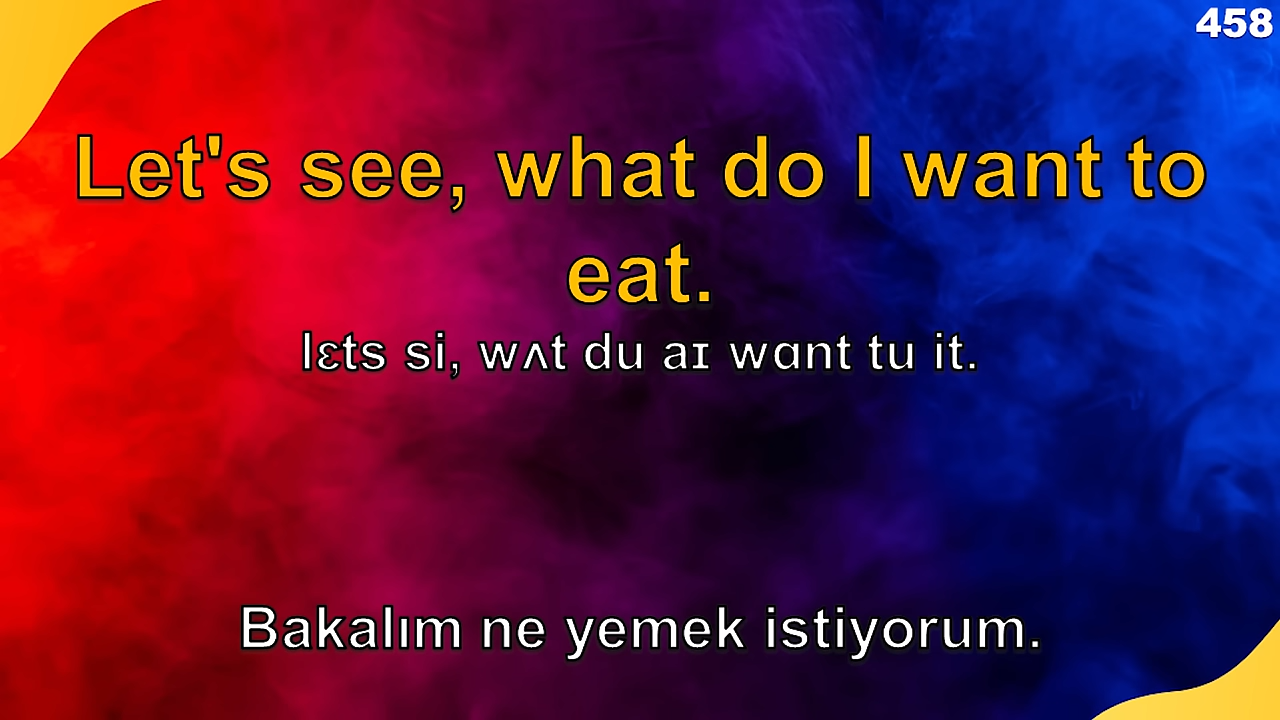 458
Let's see, what do I want to
eat.
lɛts si, wʌt du aɪ wɑnt tu it.
Bakalım ne yemek istiyorum.